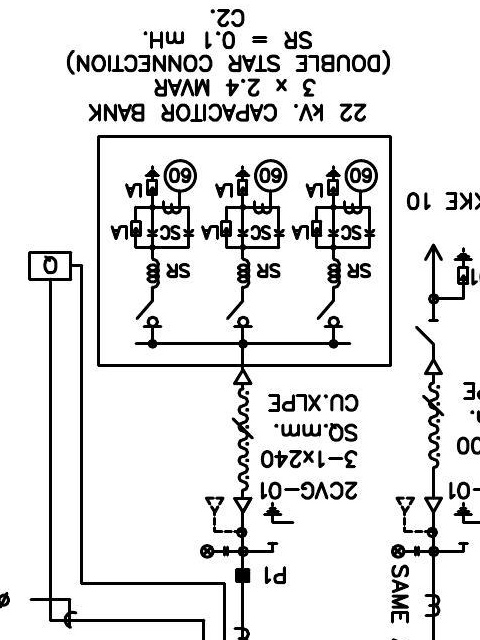 P1
SAME
2CVG-01
3-1x240
SQ.mm.
CU.XLPE
SR SR SR
Q
SC LA SC LA SC LA
LA LA LA
60 60 60
22 kV. CAPACITOR BANK
3 x 2.4 MVAR
(DOUBLE STAR CONNECTION)
SR = 0.1 mH.
C2.